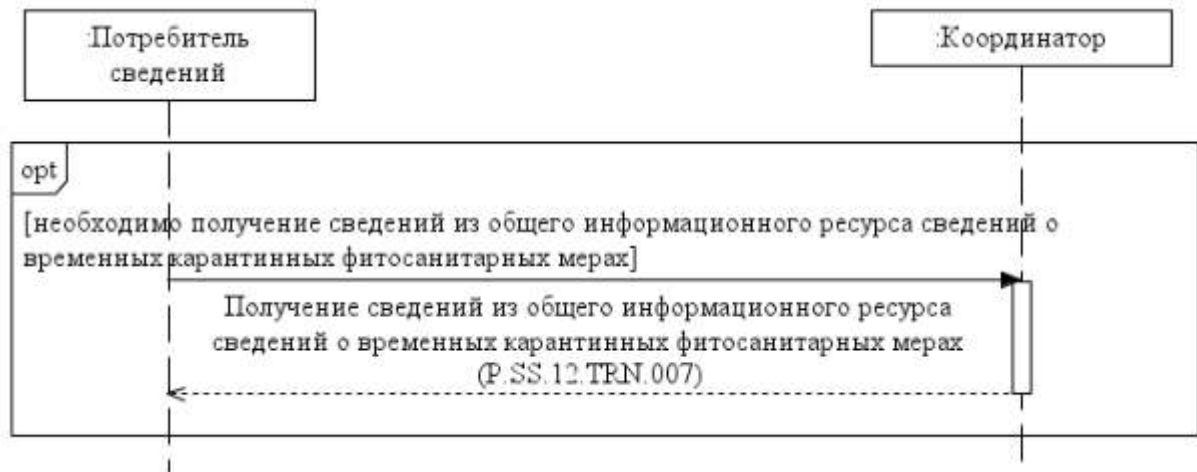 :Потребитель
сведений
:Координатор
opt
[необходимо получение сведений из общего информационного ресурса сведений о
временных карантинных фитосанитарных мерах]
Получение сведений из общего информационного ресурса
сведений о временных карантинных фитосанитарных мерах
(P.SS.12.TRN.007)